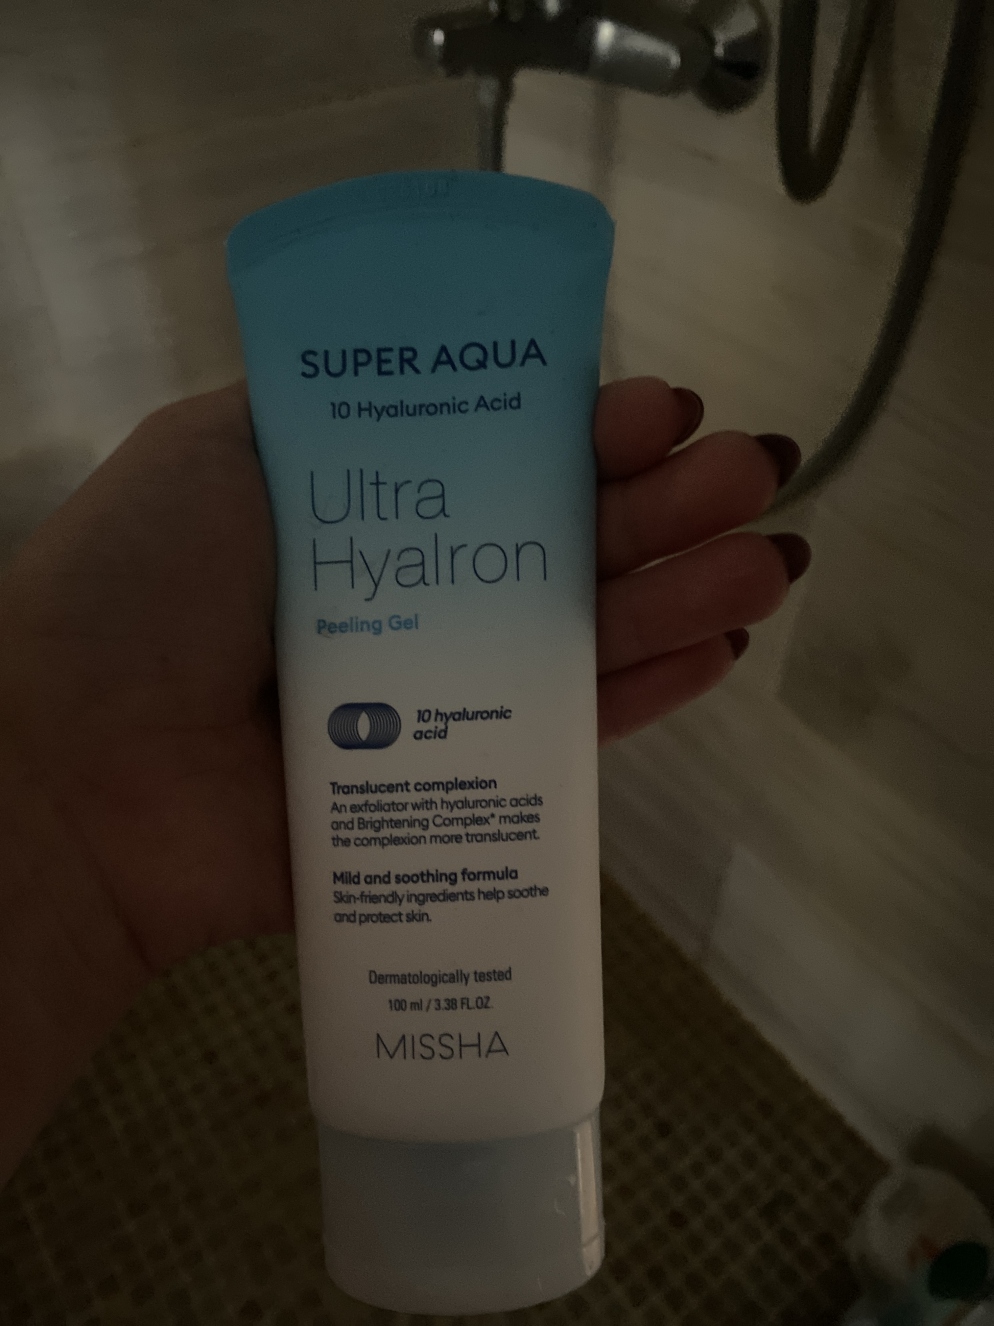 SUPER AQUA
10 Hyaluronic Acid
Ultra
Hyalron
Peeling Gel
10 hyaluronic
acid
Translucent complexion
An exfoliator with hyaluronic acids
and Brightening Complex* makes
the complexion more translucent.
Mild and soothing formula
Skin-friendly ingredients help soothe
and protect skin.
Dermatologically tested
100 ml / 3.38 FL.OZ.
MISSHA